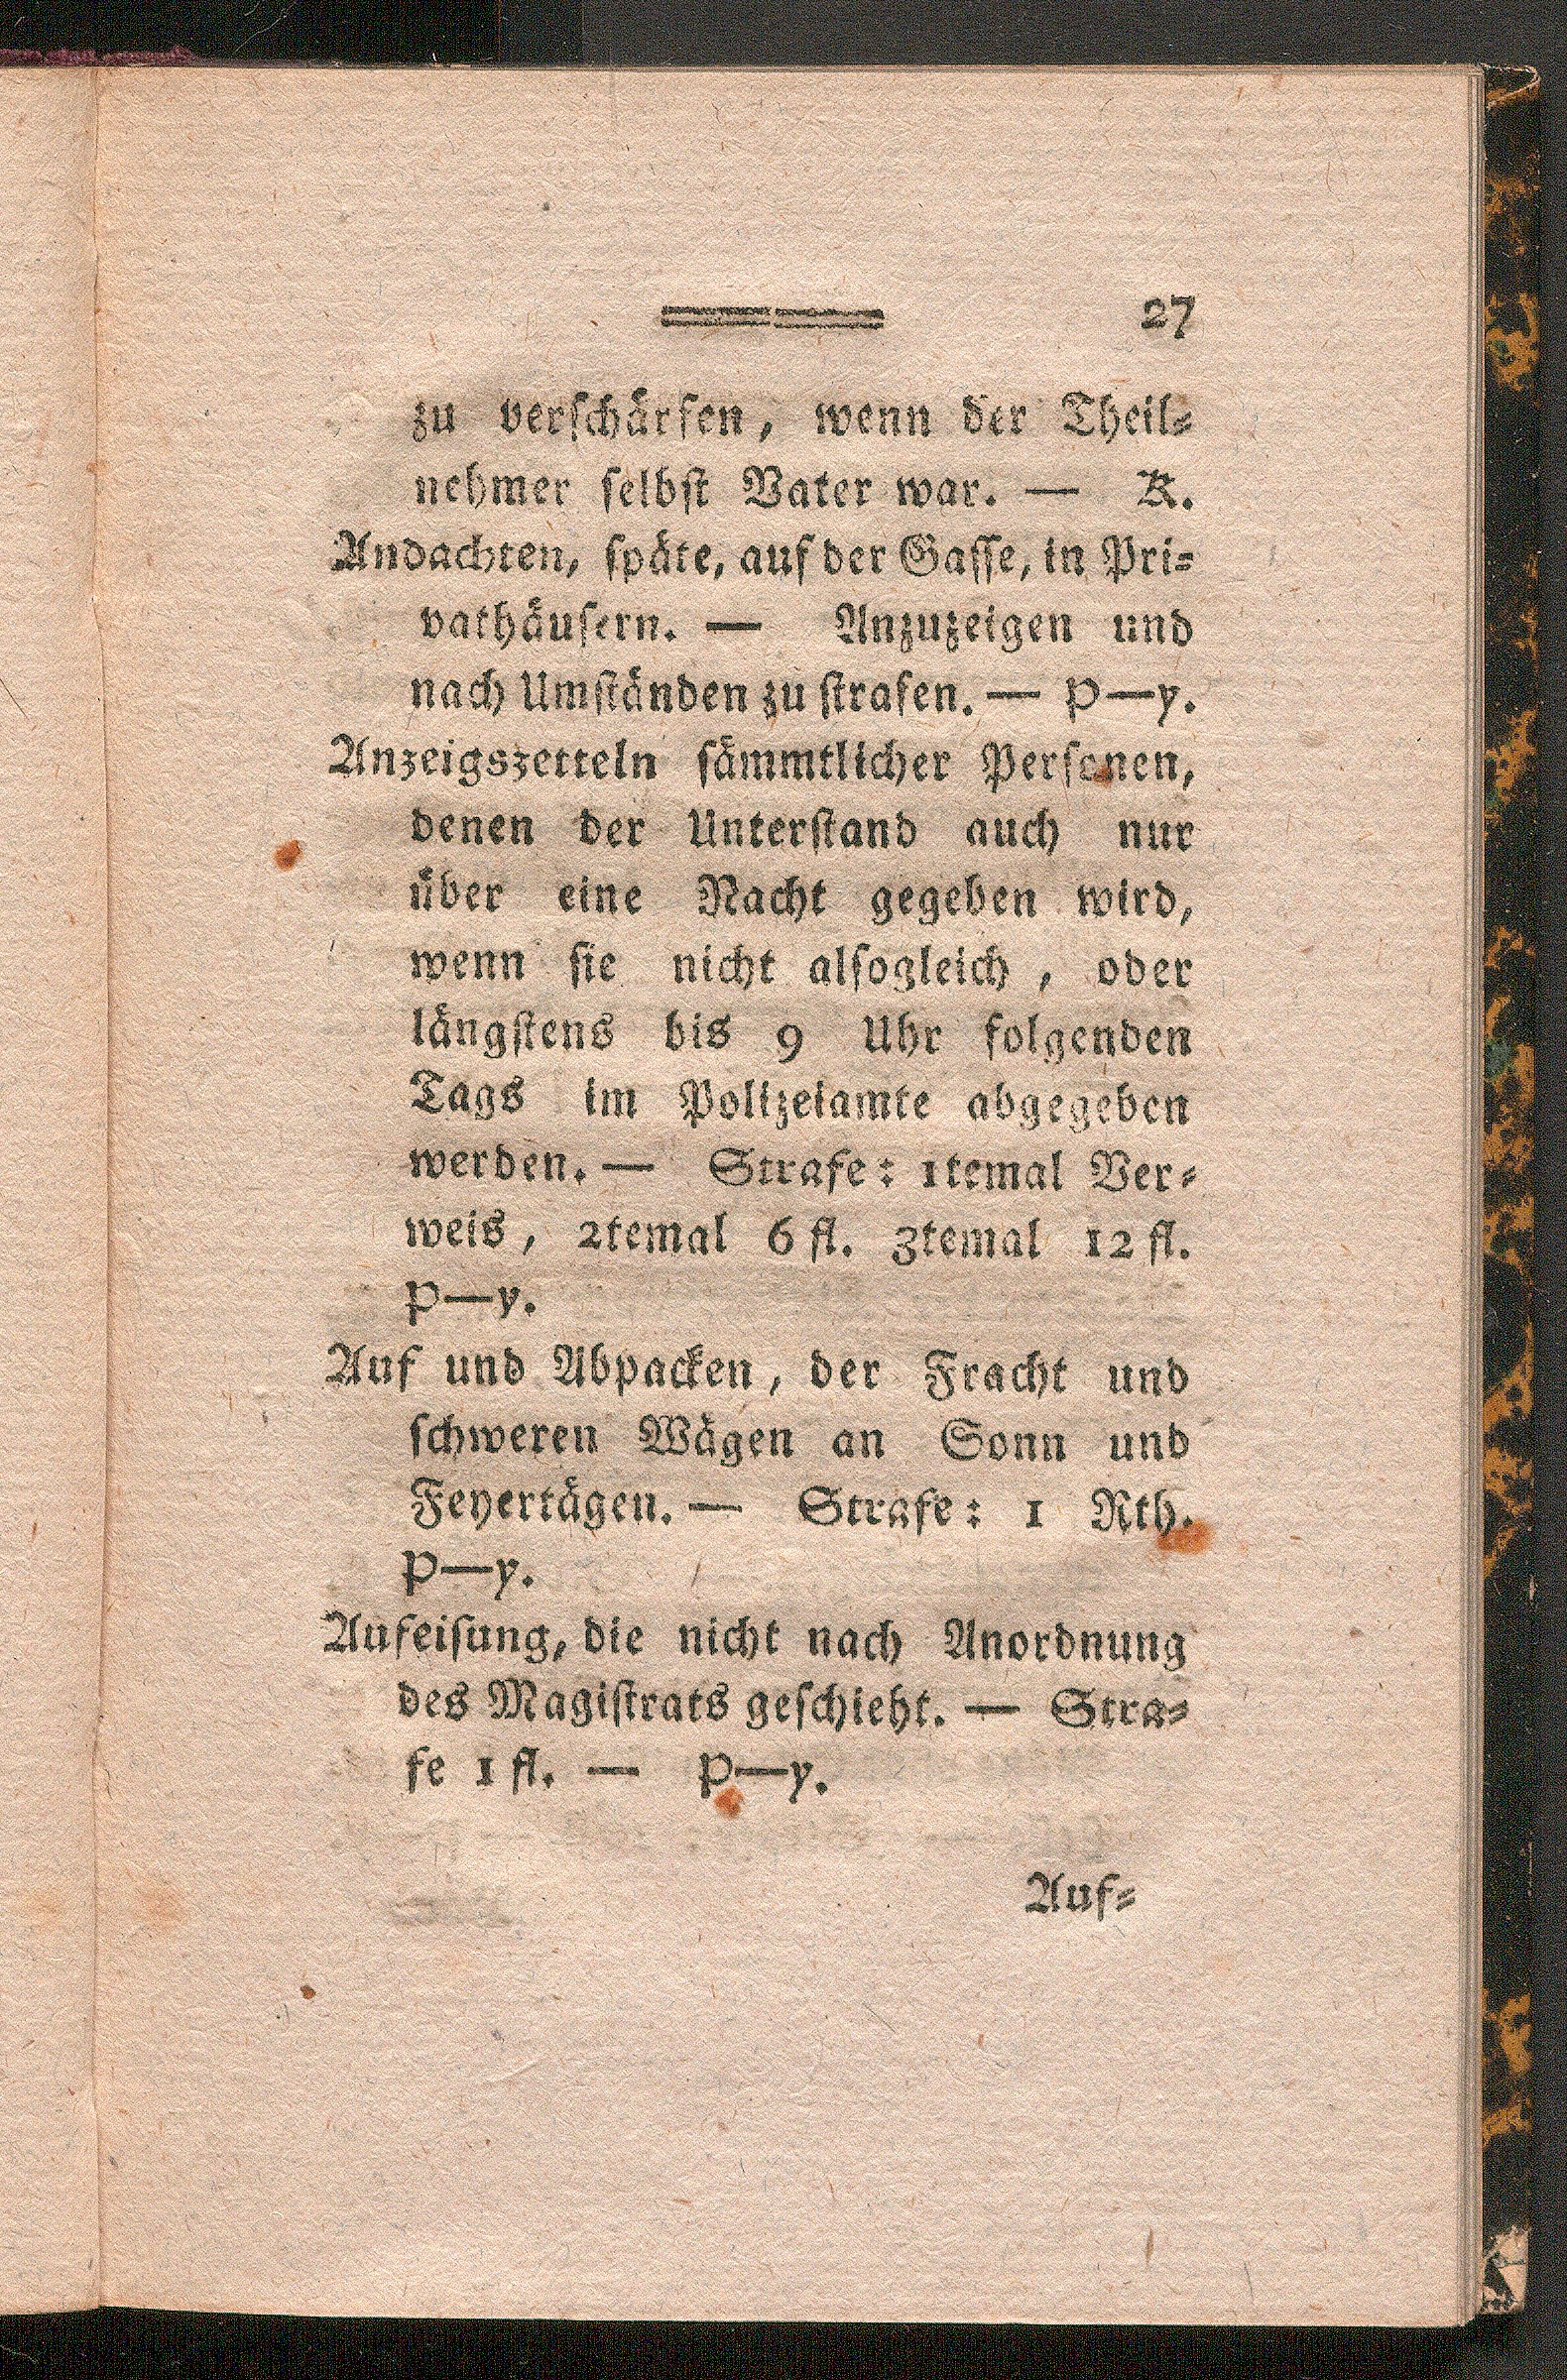 27
zu verschärfen, wenn der Theil-
nehmer selbst Vater war. — K.
Andachten, späte, auf der Gasse, in Pri-
vathäusern. — Anzuzeigen und
nach Umständen zu strafen. — P—y.
Anzeigszetteln sämmtlicher Personen,
denen der Unterstand auch nur
über eine Nacht gegeben wird,
wenn sie nicht alsogleich, oder
längstens bis 9 Uhr folgenden
Tags im Polizeiamte abgegeben
werden. — Strafe: 1temal Ver-
weis, 2temal 6 fl. 3temal 12 fl.
P—y.
Auf und Abpacken, der Fracht und
schweren Wägen an Sonn und
Feyertägen. — Strafe: 1 Rth.
P—y.
Aufeisung, die nicht nach Anordnung
des Magistrats geschieht. — Stra-
fe 1 fl. — P—y.
Auf-